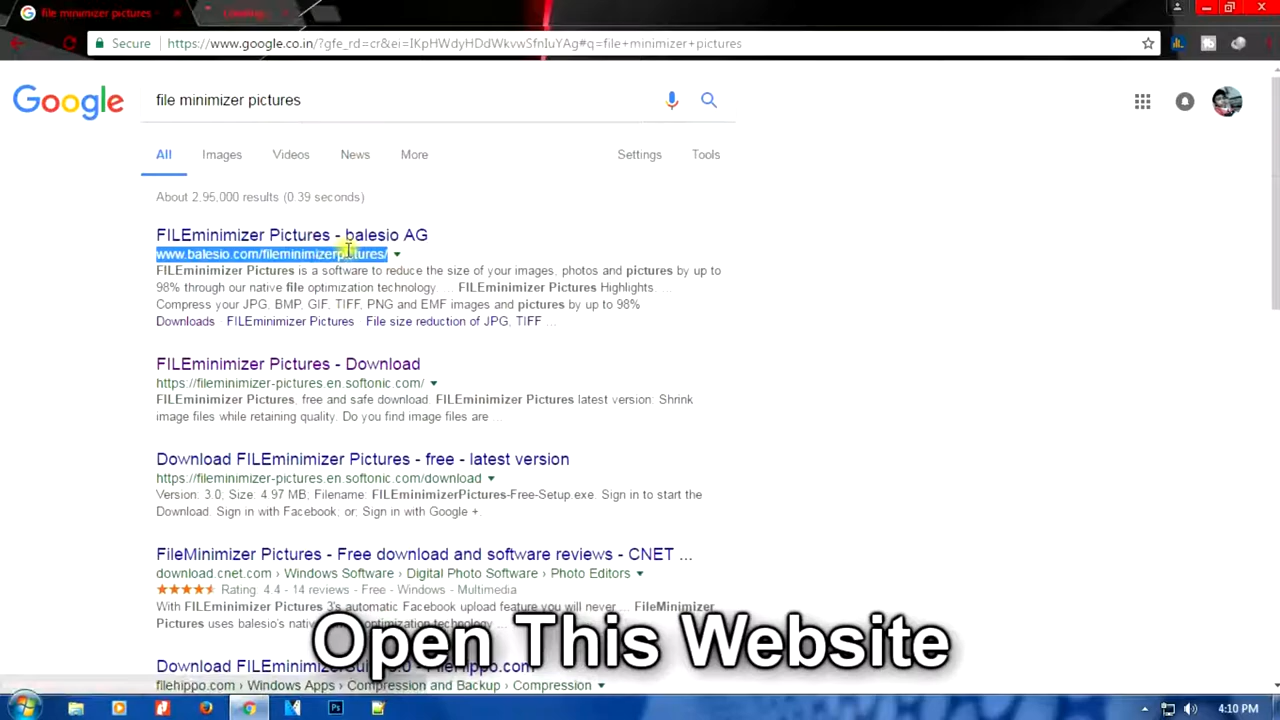 file minimizer pictures
Loading...
Secure
https://www.google.co.in/?gfe_rd=cr&ei=IKpHWdyHDdWkvwSfnIuYAg#q=file+minimizer+pictures
Google
file minimizer pictures
All Images Videos News More Settings Tools
About 2,95,000 results (0.39 seconds)
FILEminimizer Pictures - balesio AG
www.balesio.com/fileminimizerpictures/
FILEminimizer Pictures is a software to reduce the size of your images, photos and pictures by up to
98% through our native file optimization technology. ... FILEminimizer Pictures Highlights. ...
Compress your JPG, BMP, GIF, TIFF, PNG and EMF images and pictures by up to 98%
Downloads · FILEminimizer Pictures · File size reduction of JPG, TIFF ...
FILEminimizer Pictures - Download
https://fileminimizer-pictures.en.softonic.com/
FILEminimizer Pictures, free and safe download. FILEminimizer Pictures latest version: Shrink
image files while retaining quality. Do you find image files are ...
Download FILEminimizer Pictures - free - latest version
https://fileminimizer-pictures.en.softonic.com/download
Version: 3.0; Size: 4.97 MB; Filename: FILEminimizerPictures-Free-Setup.exe. Sign in to start the
Download. Sign in with Facebook; or; Sign in with Google +.
FileMinimizer Pictures - Free download and software reviews - CNET ...
download.cnet.com › Windows Software › Digital Photo Software › Photo Editors
Rating: 4.4 - 14 reviews - Free - Windows - Multimedia
With FILEminimizer Pictures 3's automatic Facebook upload feature you will never ... FileMinimizer
Pictures uses balesio's native optimization technology ...
Open This Website
Download FILEminimizerSuite 8.0 - FileHippo.com
filehippo.com › Windows Apps › Compression and Backup › Compression
Ps
4:10 PM